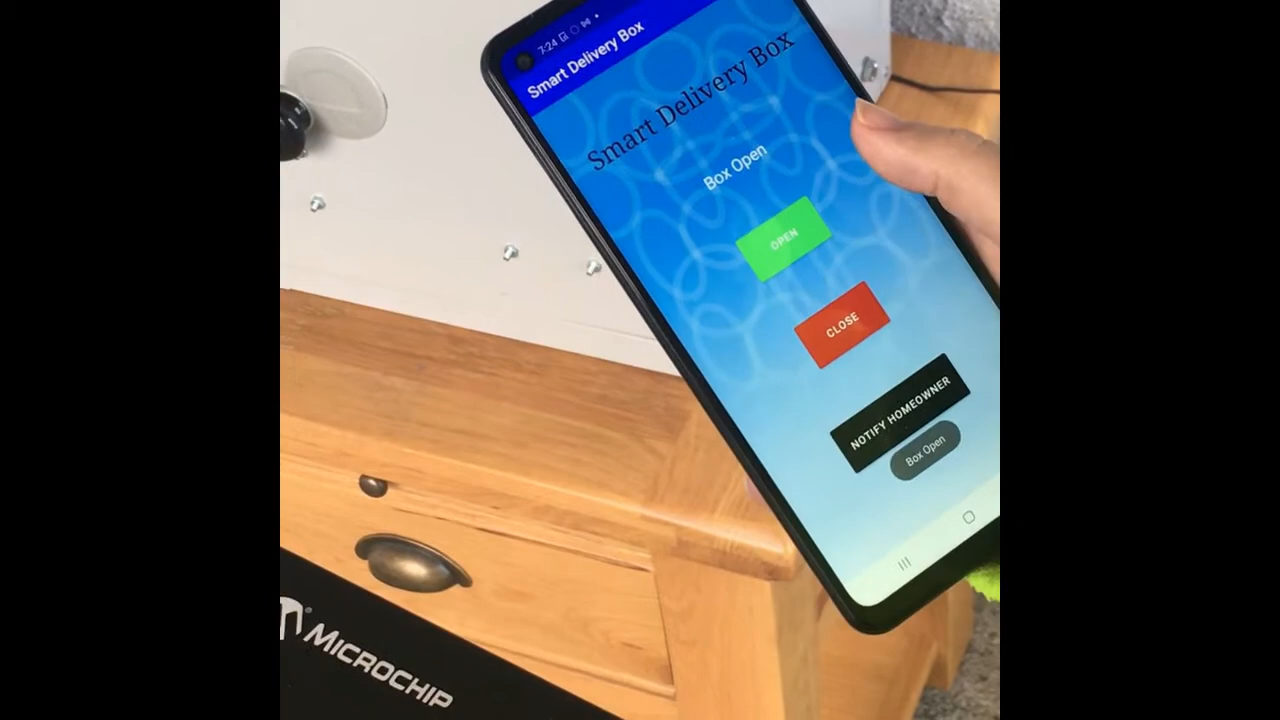 7:24
Smart Delivery Box
Smart Delivery Box
Box Open
OPEN
CLOSE
NOTIFY HOMEOWNER
Box Open
MICROCHIP